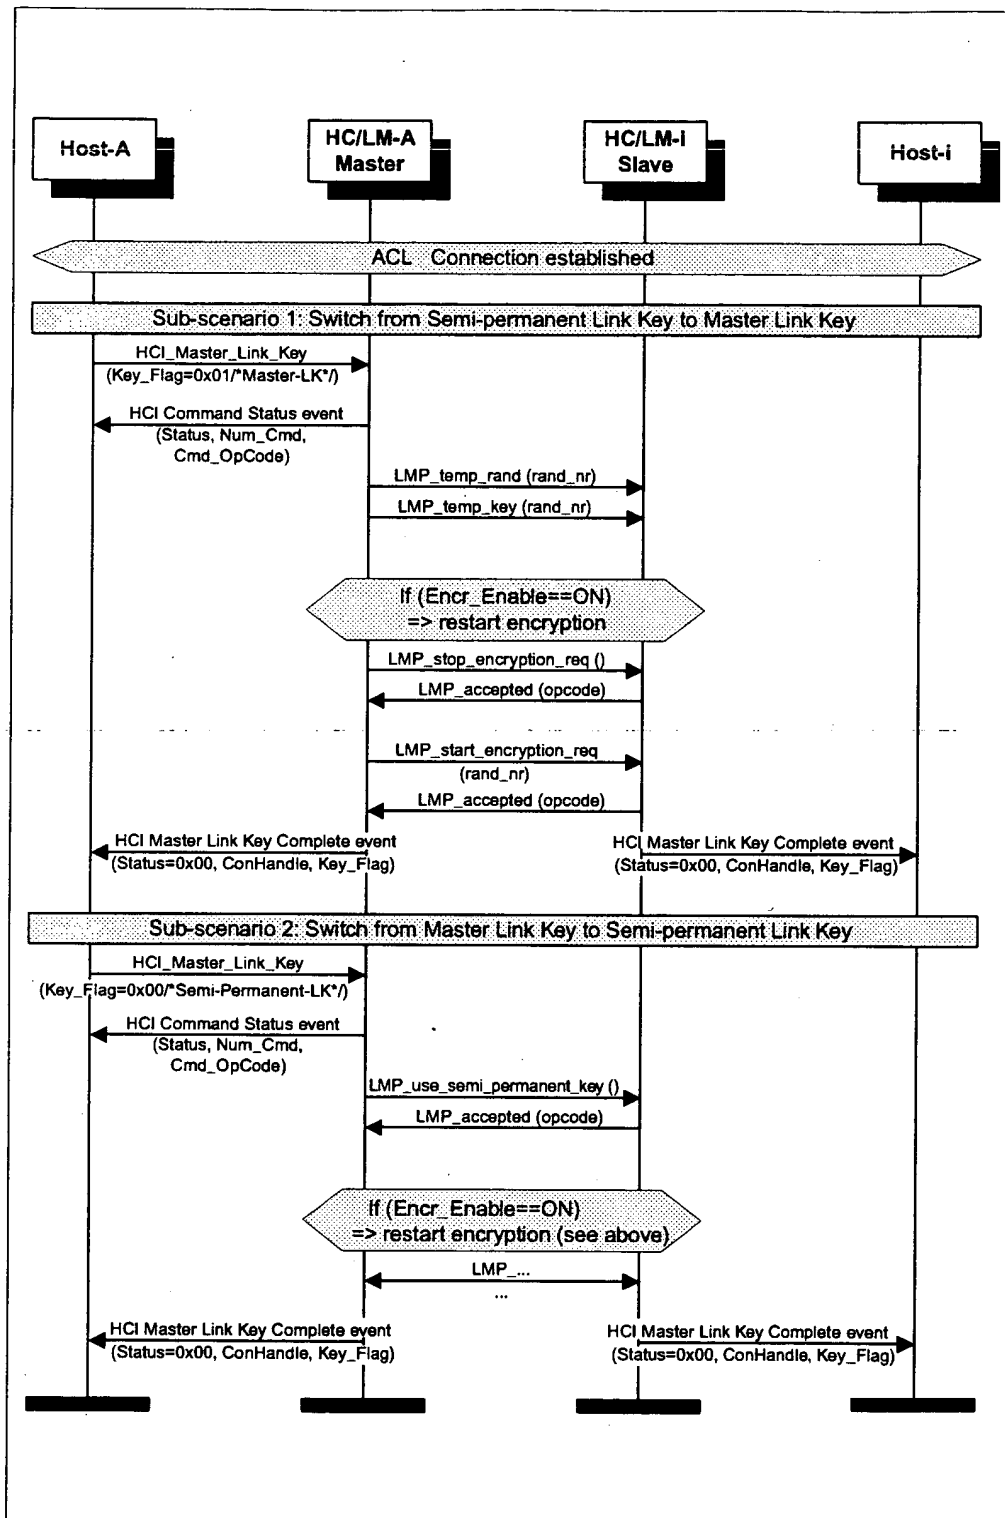 Host-A
HC/LM-A
Master
HC/LM-i
Slave
Host-i
ACL Connection established
Sub-scenario 1: Switch from Semi-permanent Link Key to Master Link Key
HCI_Master_Link_Key
(Key_Flag=0x01/*Master-LK*/)
HCI Command Status event
(Status, Num_Cmd,
Cmd_OpCode)
LMP_temp_rand (rand_nr)
LMP_temp_key (rand_nr)
If (Encr_Enable==ON)
=> restart encryption
LMP_stop_encryption_req ()
LMP_accepted (opcode)
LMP_start_encryption_req
(rand_nr)
LMP_accepted (opcode)
HCI Master Link Key Complete event
(Status=0x00, ConHandle, Key_Flag)
HCI Master Link Key Complete event
(Status=0x00, ConHandle, Key_Flag)
Sub-scenario 2: Switch from Master Link Key to Semi-permanent Link Key
HCI_Master_Link_Key
(Key_Flag=0x00/*Semi-Permanent-LK*/)
HCI Command Status event
(Status, Num_Cmd,
Cmd_OpCode)
LMP_use_semi_permanent_key ()
LMP_accepted (opcode)
If (Encr_Enable==ON)
=> restart encryption (see above)
LMP_...
...
HCI Master Link Key Complete event
(Status=0x00, ConHandle, Key_Flag)
HCI Master Link Key Complete event
(Status=0x00, ConHandle, Key_Flag)